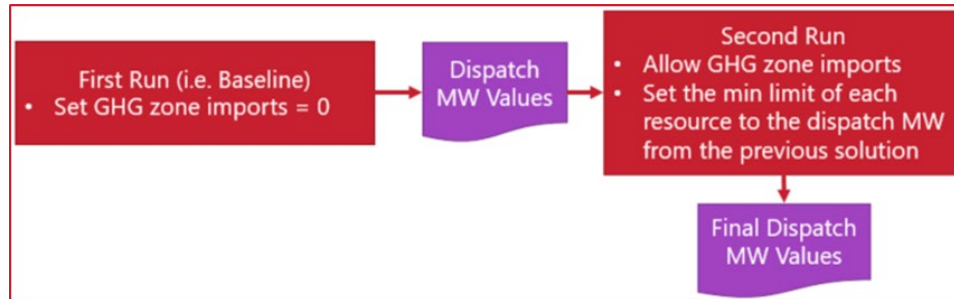 First Run (i.e. Baseline)
• Set GHG zone imports = 0
Dispatch
MW Values
Second Run
• Allow GHG zone imports
• Set the min limit of each
resource to the dispatch MW
from the previous solution
Final Dispatch
MW Values